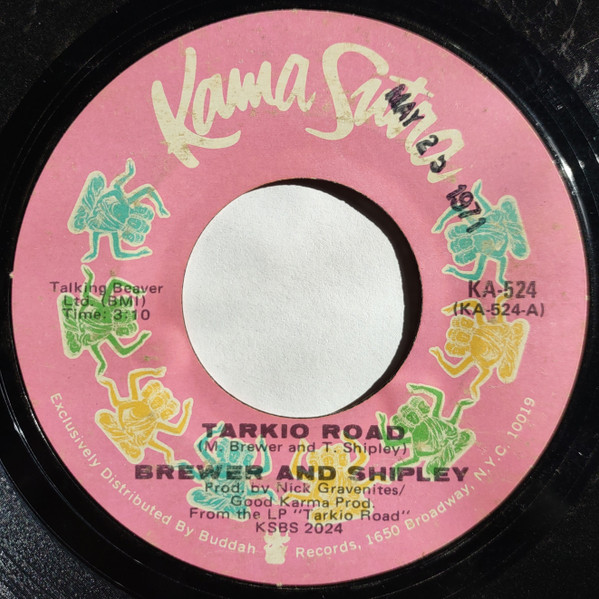 Kama Sutra
MAY 25 1971
Talking Beaver
Ltd. (BMI)
Time: 3:10
KA-524
(KA-524-A)
TARKIO ROAD
(M. Brewer and T. Shipley)
BREWER AND SHIPLEY
Prod. by Nick Gravenites/
Good Karma Prod.
From the LP "Tarkio Road"
KSBS 2024
Exclusively Distributed By Buddah Records, 1650 Broadway, N.Y.C. 10019